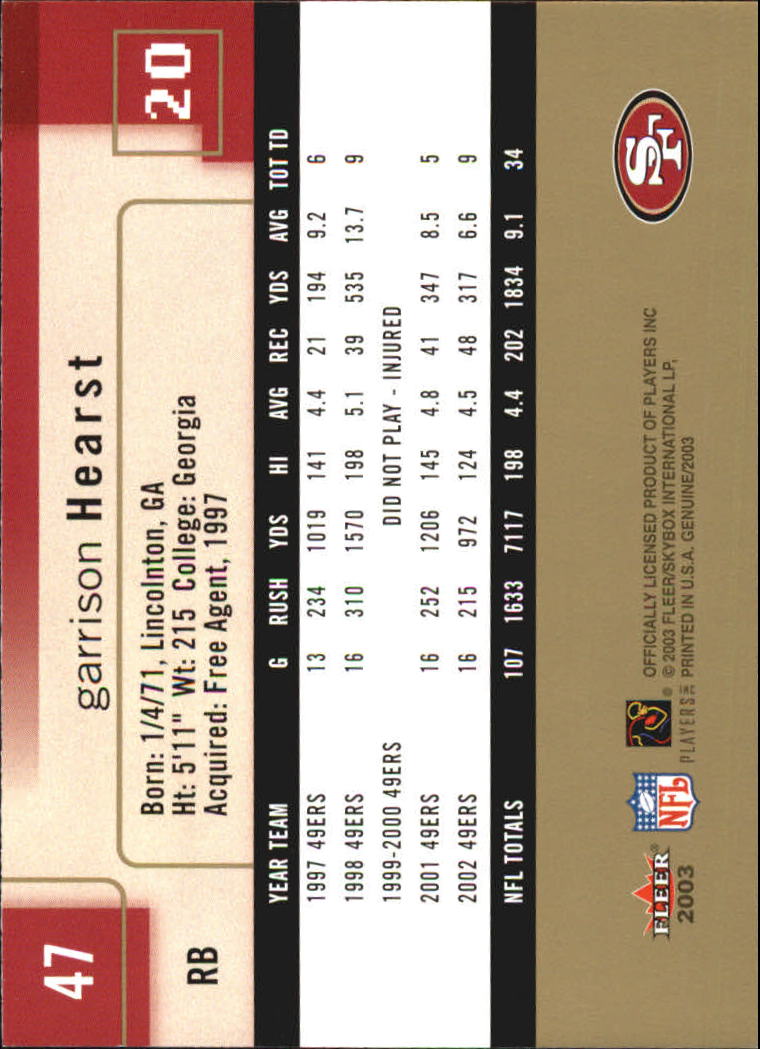 47
garrison Hearst
20
RB
Born: 1/4/71, Lincolnton, GA
Ht: 5'11" Wt: 215 College: Georgia
Acquired: Free Agent, 1997
YEAR TEAM G RUSH YDS HI AVG REC YDS AVG TOT TD
1997 49ERS 13 234 1019 141 4.4 21 194 9.2 6
1998 49ERS 16 310 1570 198 5.1 39 535 13.7 9
1999-2000 49ERS DID NOT PLAY - INJURED
2001 49ERS 16 252 1206 145 4.8 41 347 8.5 5
2002 49ERS 16 215 972 124 4.5 48 317 6.6 9
NFL TOTALS 107 1633 7117 198 4.4 202 1834 9.1 34
SF
FLEER®
2003
NFL
PLAYERS INC
OFFICIALLY LICENSED PRODUCT OF PLAYERS INC
® © 2003 FLEER/SKYBOX INTERNATIONAL LP,
PRINTED IN U.S.A. GENUINE/2003